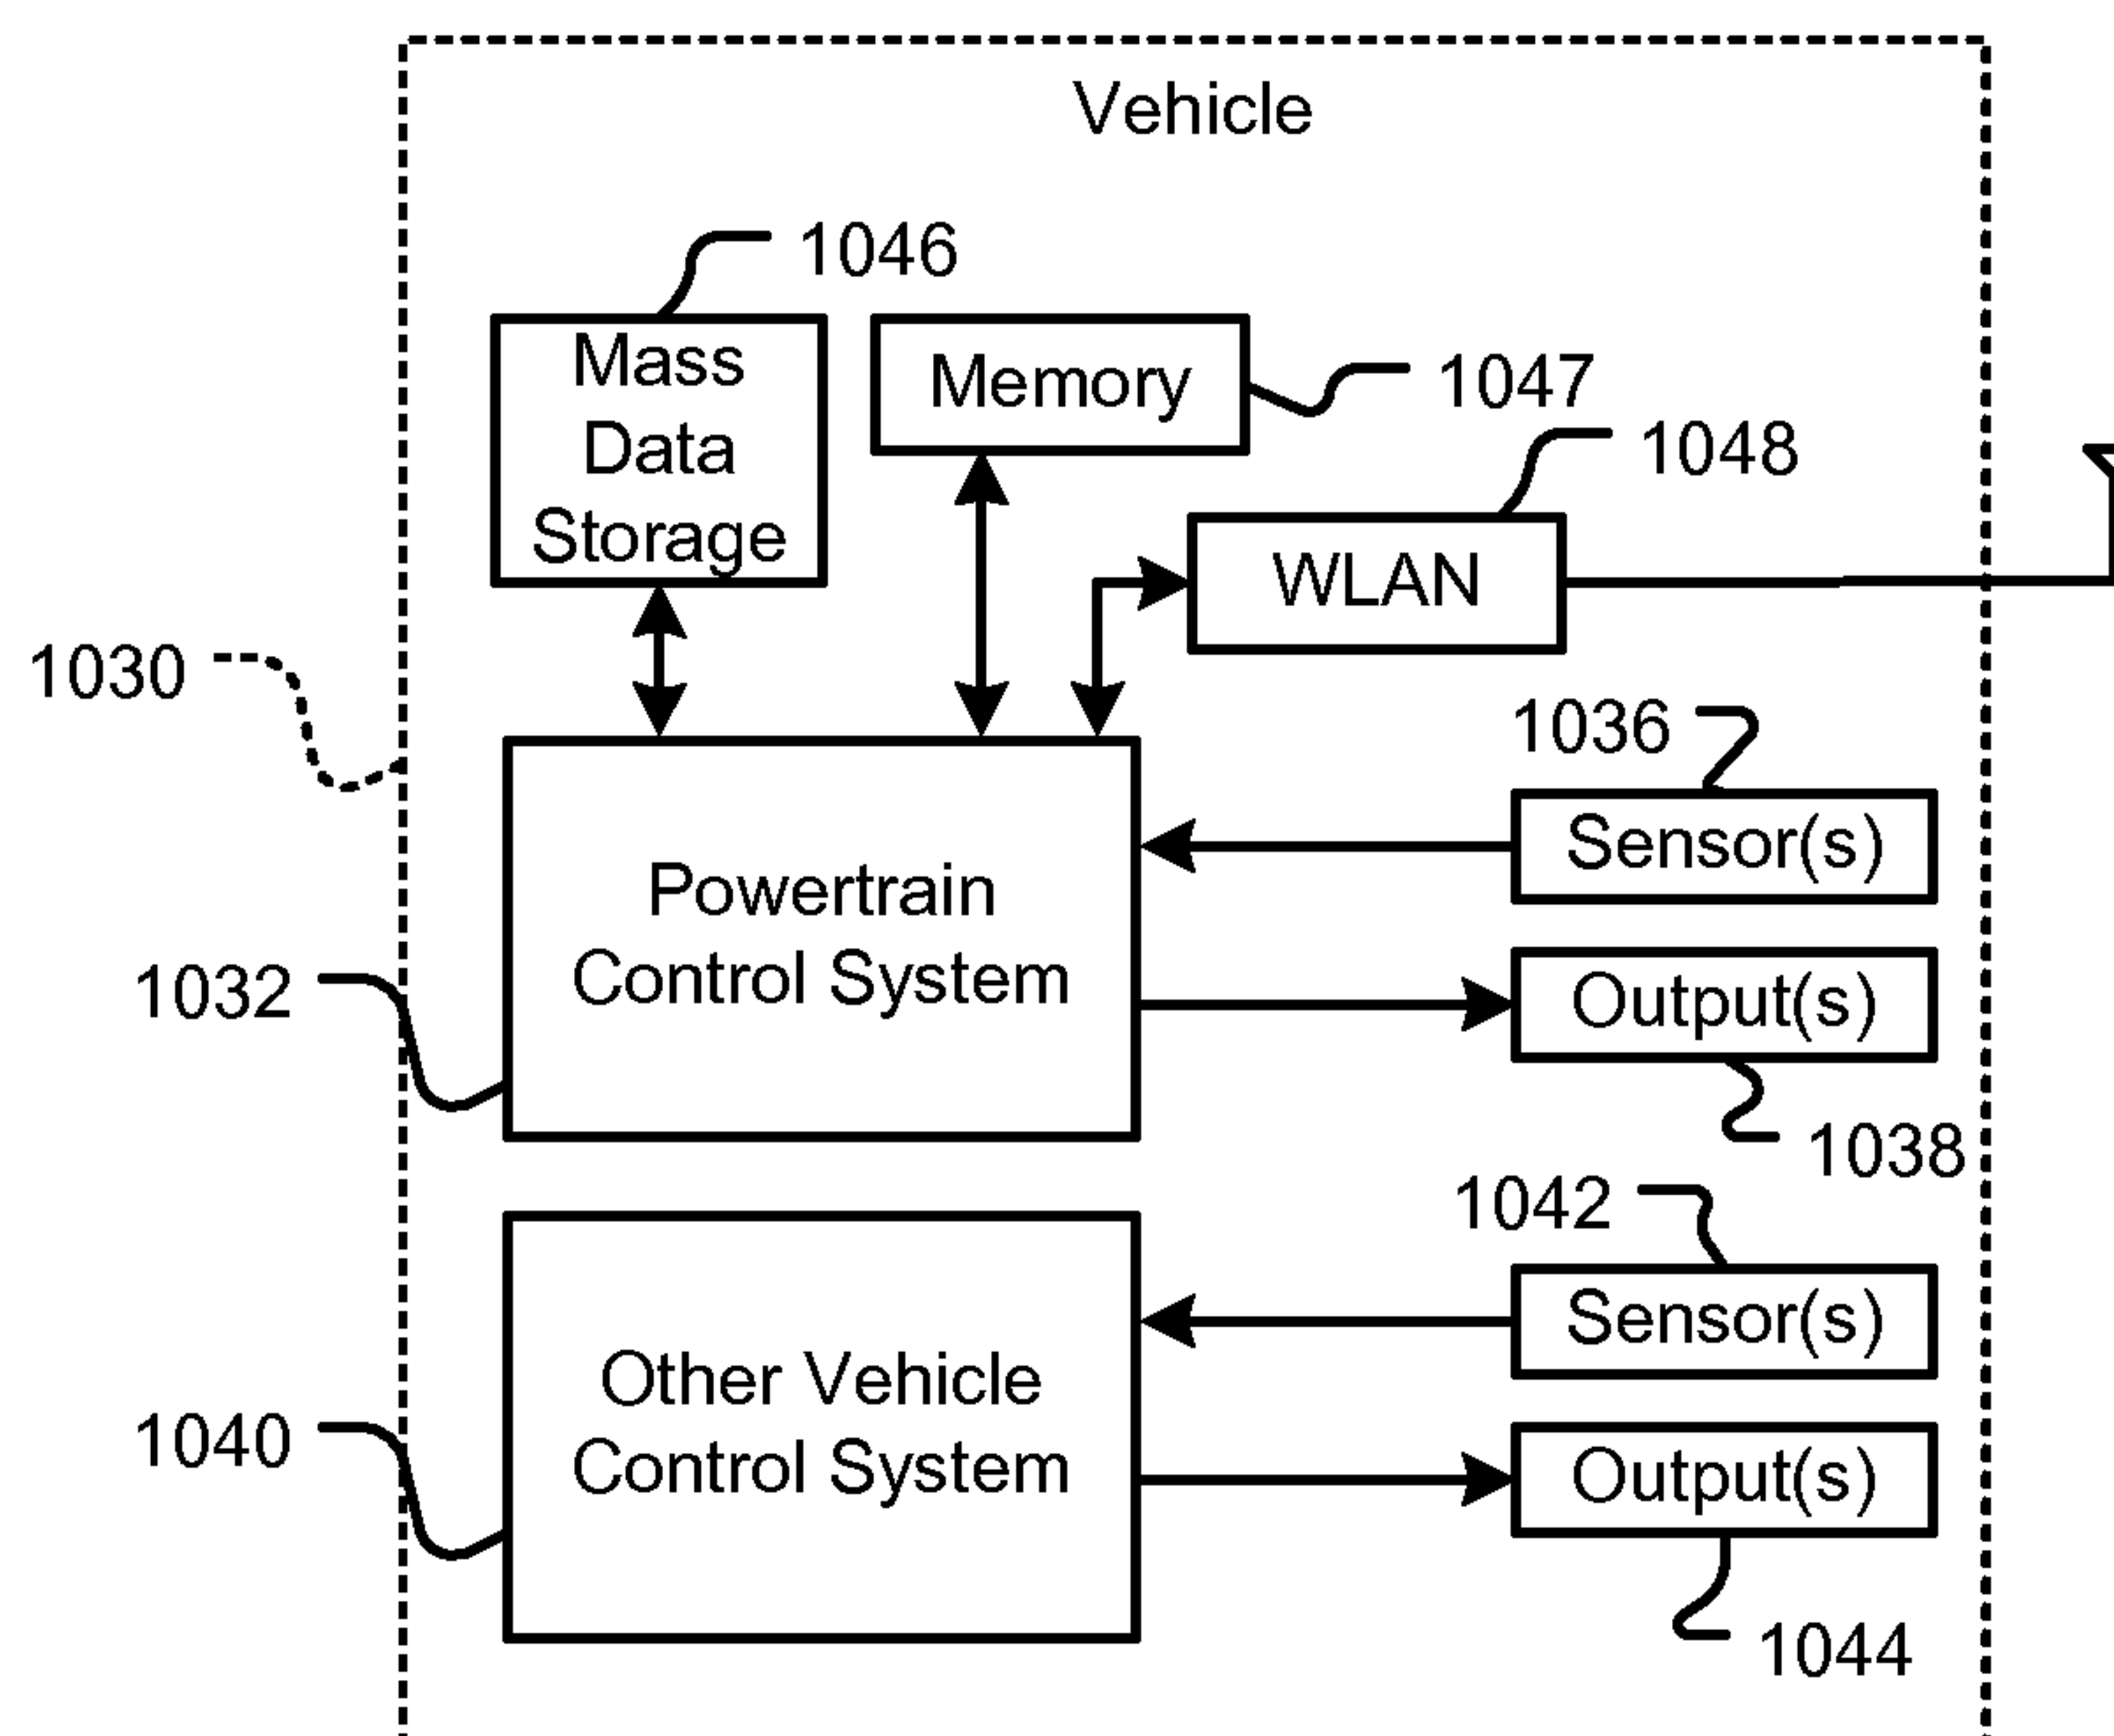 Vehicle
1046
Mass
Data
Storage
Memory
1047
1048
WLAN
1030
1036
Sensor(s)
Powertrain
Control System
1032
Output(s)
1038
1042
Sensor(s)
Other Vehicle
Control System
1040
Output(s)
1044